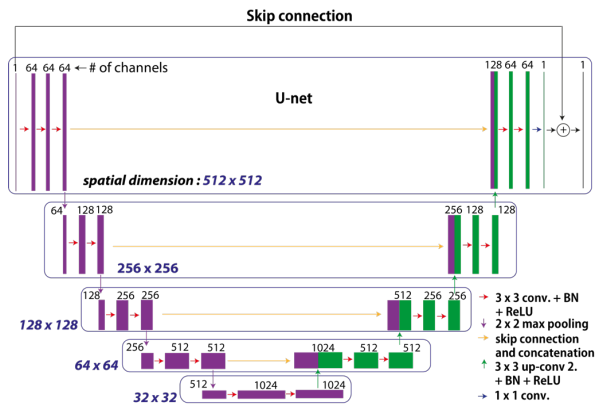 Skip connection
1 64 64 64 ← # of channels
128 64 64 1 1
U-net
spatial dimension : 512 x 512
64 128 128
256 128 128
256 x 256
128 256 256
512 256 256
128 x 128
256 512 512
1024 512 512
64 x 64
512 1024 1024
32 x 32
3 x 3 conv. + BN
+ ReLU
2 x 2 max pooling
skip connection
and concatenation
3 x 3 up-conv 2.
+ BN + ReLU
1 x 1 conv.